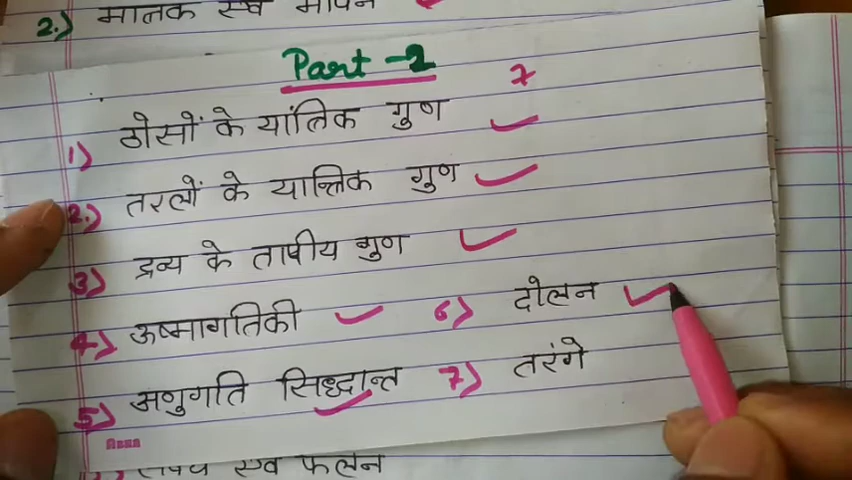 2.) मात्रक एवं मापन
Part -2
7
1) ठोसों के यांत्रिक गुण
2.) तरलों के यान्त्रिक गुण
3) द्रव्य के तापीय गुण
4) ऊष्मागतिकी
6) दोलन
5) अणुगति सिध्दान्त
7) तरंगे
एवं फलन